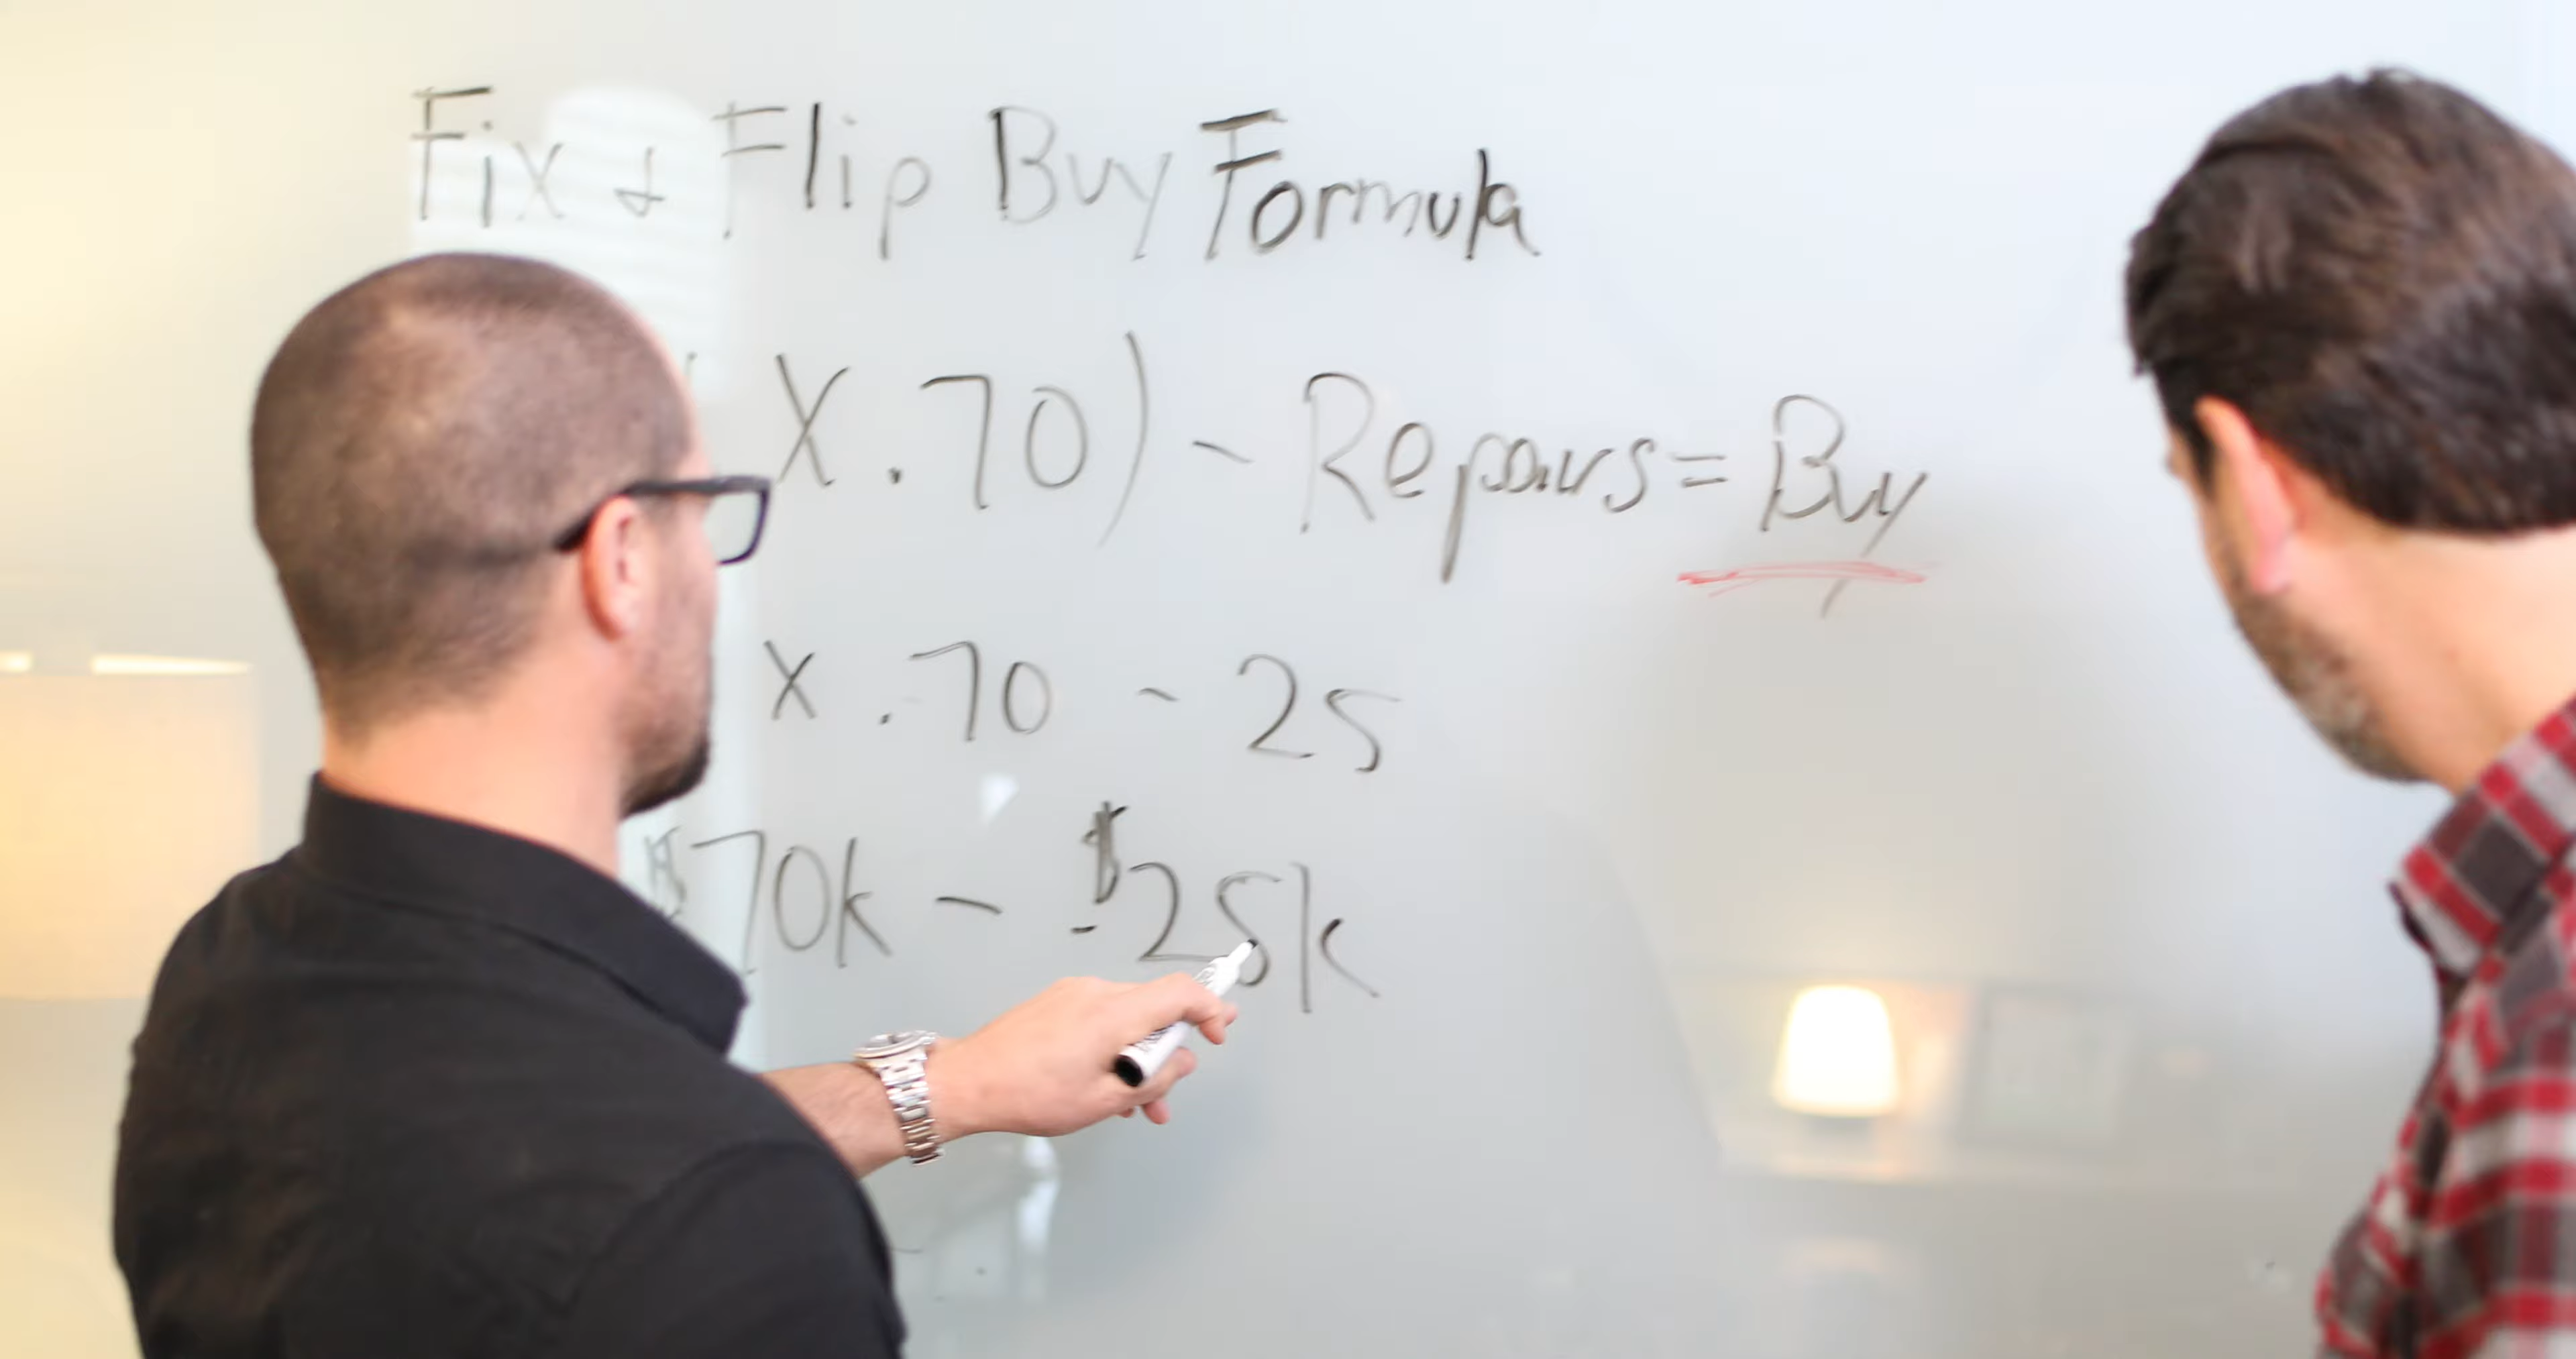 Fix & Flip Buy Formula
X .70) - Repairs = Buy
x .70 - 25
$70k - $25k